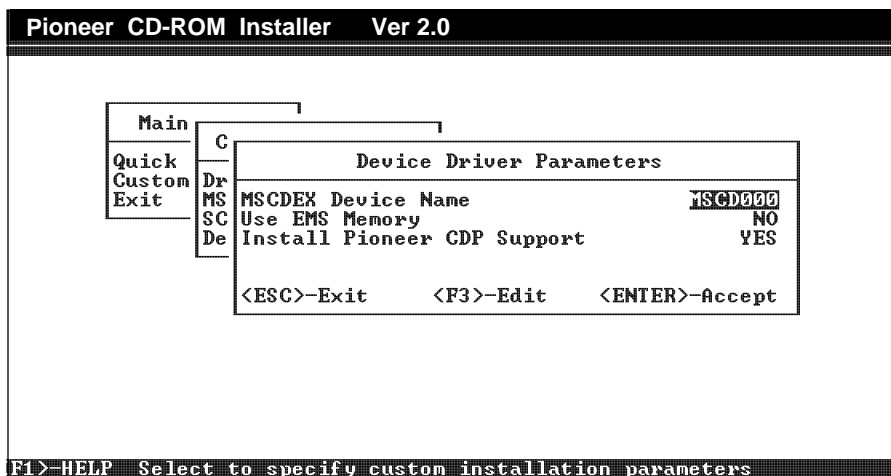 Pioneer CD-ROM Installer Ver 2.0
Main
C
Quick
Custom
Exit
Dr
MS
SC
De
Device Driver Parameters
MSCDEX Device Name MSCD000
Use EMS Memory NO
Install Pioneer CDP Support YES
<ESC>-Exit <F3>-Edit <ENTER>-Accept
F1>-HELP Select to specify custom installation parameters